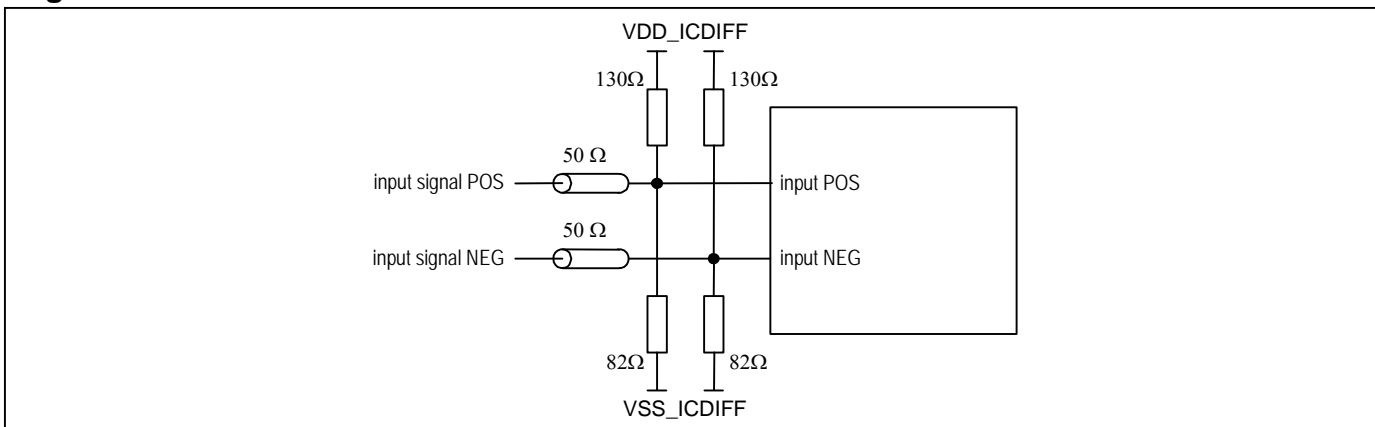 VDD_ICDIFF
130Ω 130Ω
50 Ω
input signal POS input POS
50 Ω
input signal NEG input NEG
82Ω 82Ω
VSS_ICDIFF